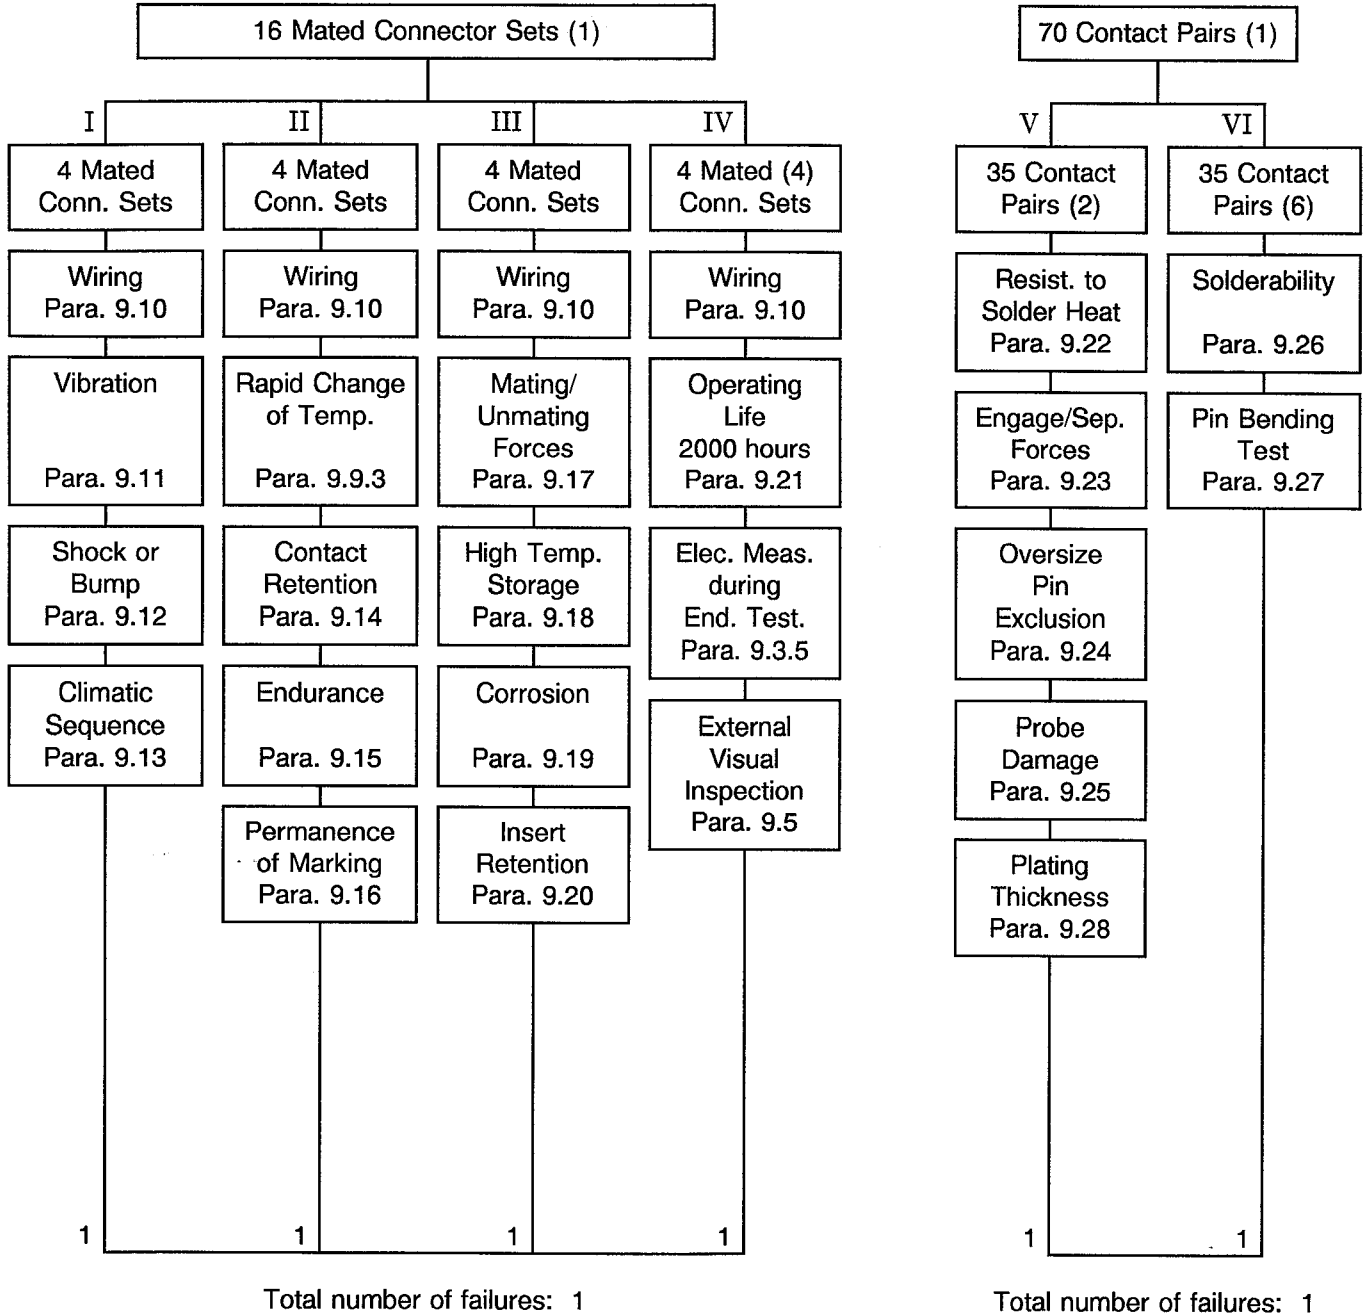 16 Mated Connector Sets (1)
I
II
III
IV
4 Mated
Conn. Sets
Wiring
Para. 9.10
Vibration
Para. 9.11
Shock or
Bump
Para. 9.12
Climatic
Sequence
Para. 9.13
4 Mated
Conn. Sets
Wiring
Para. 9.10
Rapid Change
of Temp.
Para. 9.9.3
Contact
Retention
Para. 9.14
Endurance
Para. 9.15
Permanence
of Marking
Para. 9.16
4 Mated
Conn. Sets
Wiring
Para. 9.10
Mating/
Unmating
Forces
Para. 9.17
High Temp.
Storage
Para. 9.18
Corrosion
Para. 9.19
Insert
Retention
Para. 9.20
4 Mated (4)
Conn. Sets
Wiring
Para. 9.10
Operating
Life
2000 hours
Para. 9.21
Elec. Meas.
during
End. Test.
Para. 9.3.5
External
Visual
Inspection
Para. 9.5
1
1
1
1
Total number of failures: 1
70 Contact Pairs (1)
V
VI
35 Contact
Pairs (2)
Resist. to
Solder Heat
Para. 9.22
Engage/Sep.
Forces
Para. 9.23
Oversize
Pin
Exclusion
Para. 9.24
Probe
Damage
Para. 9.25
Plating
Thickness
Para. 9.28
35 Contact
Pairs (6)
Solderability
Para. 9.26
Pin Bending
Test
Para. 9.27
1
1
Total number of failures: 1